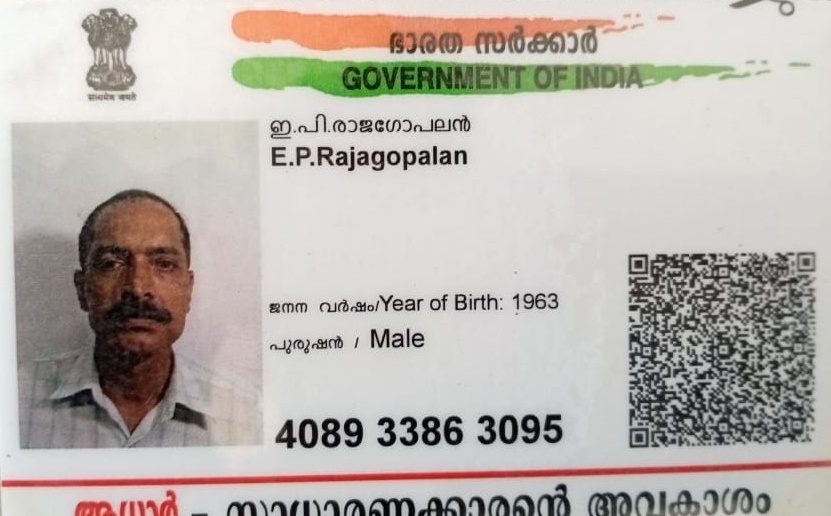 ഭാരത സർക്കാർ
GOVERNMENT OF INDIA
सत्यमेव जयते
ഇ.പി.രാജഗോപലൻ
E.P.Rajagopalan
ജനന വർഷം/Year of Birth: 1963
പുരുഷൻ / Male
4089 3386 3095
ആധാർ - സാധാരണക്കാരന്റെ അവകാശം